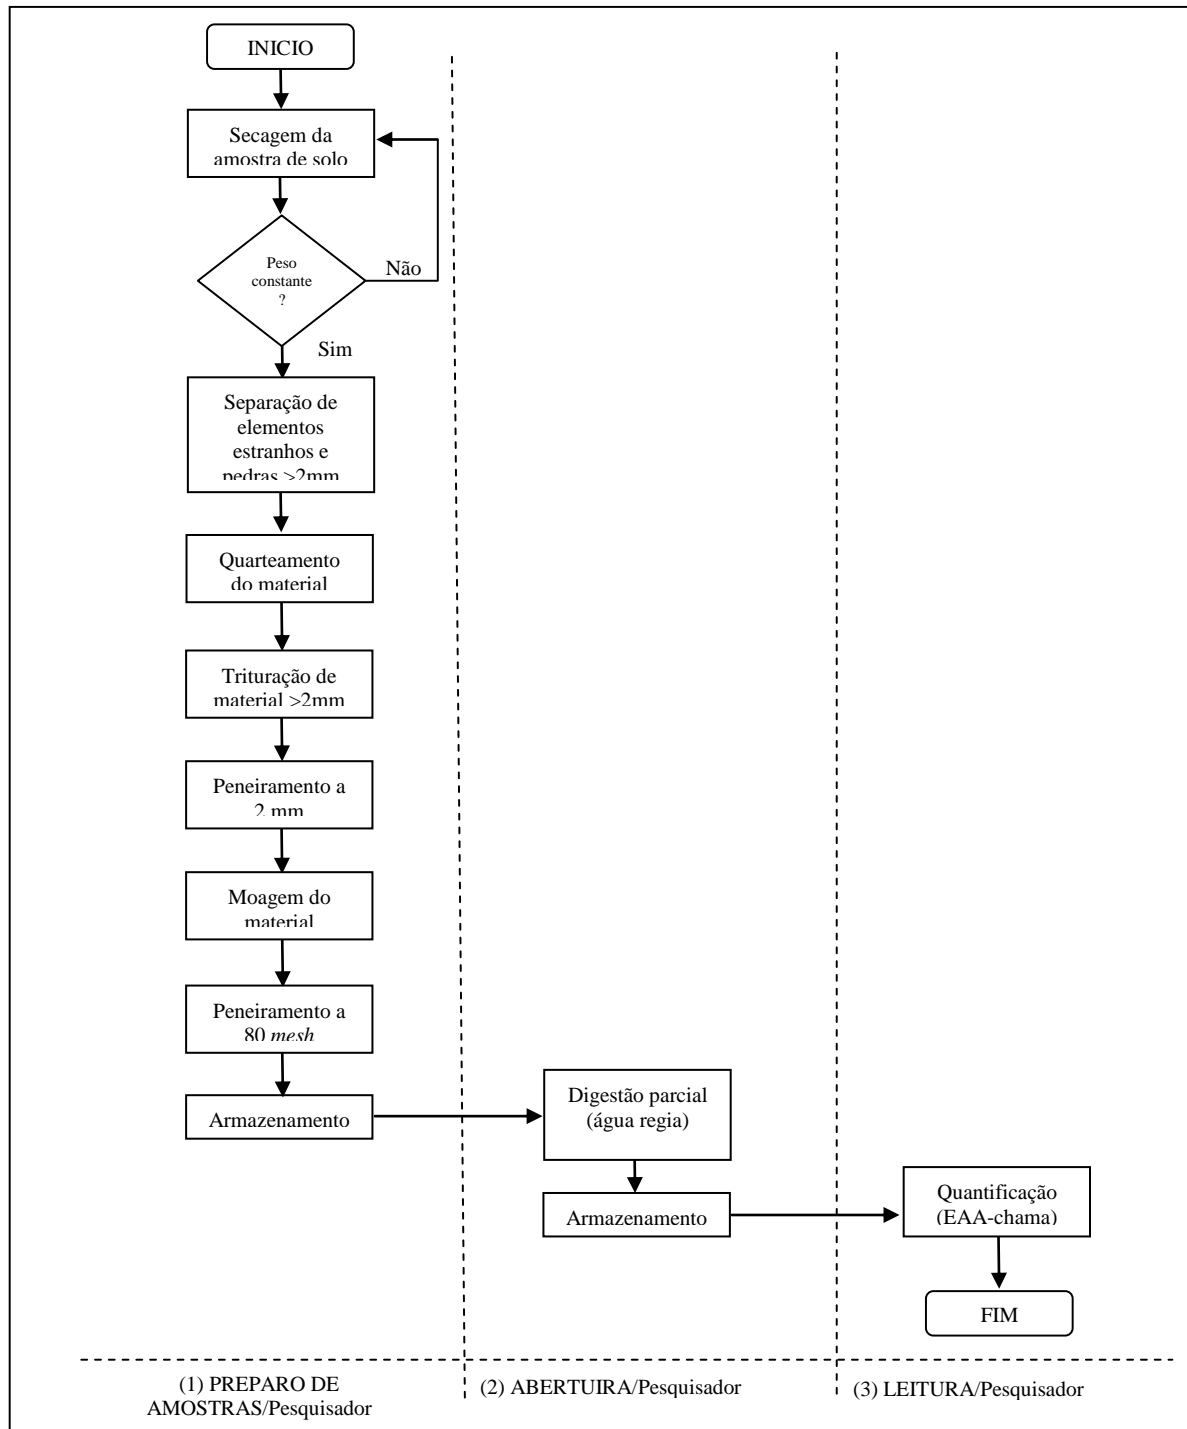 INICIO
Secagem da
amostra de solo
Peso
constante
?
Não
Sim
Separação de
elementos
estranhos e
pedras >2mm
Quarteamento
do material
Trituração de
material >2mm
Peneiramento a
2 mm
Moagem do
material
Peneiramento a
80 mesh
Armazenamento
Digestão parcial
(água regia)
Armazenamento
Quantificação
(EAA-chama)
FIM
(1) PREPARO DE
AMOSTRAS/Pesquisador
(2) ABERTUIRA/Pesquisador
(3) LEITURA/Pesquisador